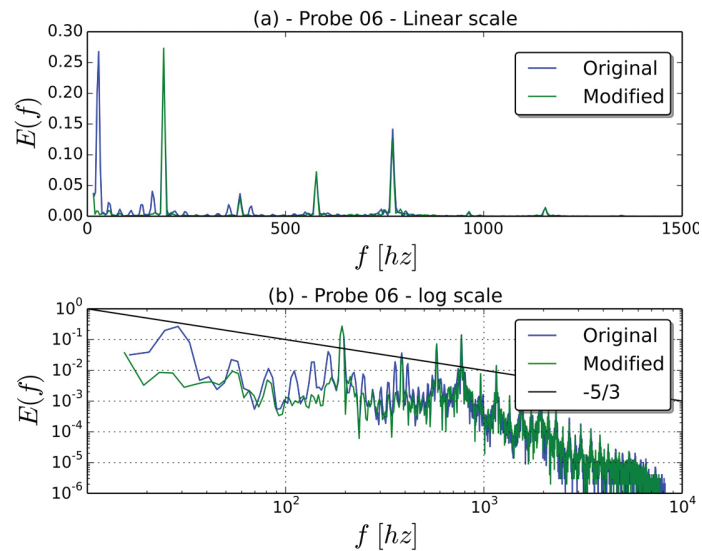 (a) - Probe 06 - Linear scale
0.30
0.25
0.20
0.15
0.10
0.05
0.00
E(f)
Original
Modified
0 500 1000 1500
f [hz]
(b) - Probe 06 - log scale
10^0
10^-1
10^-2
10^-3
10^-4
10^-5
10^-6
E(f)
Original
Modified
-5/3
10^2 10^3 10^4
f [hz]